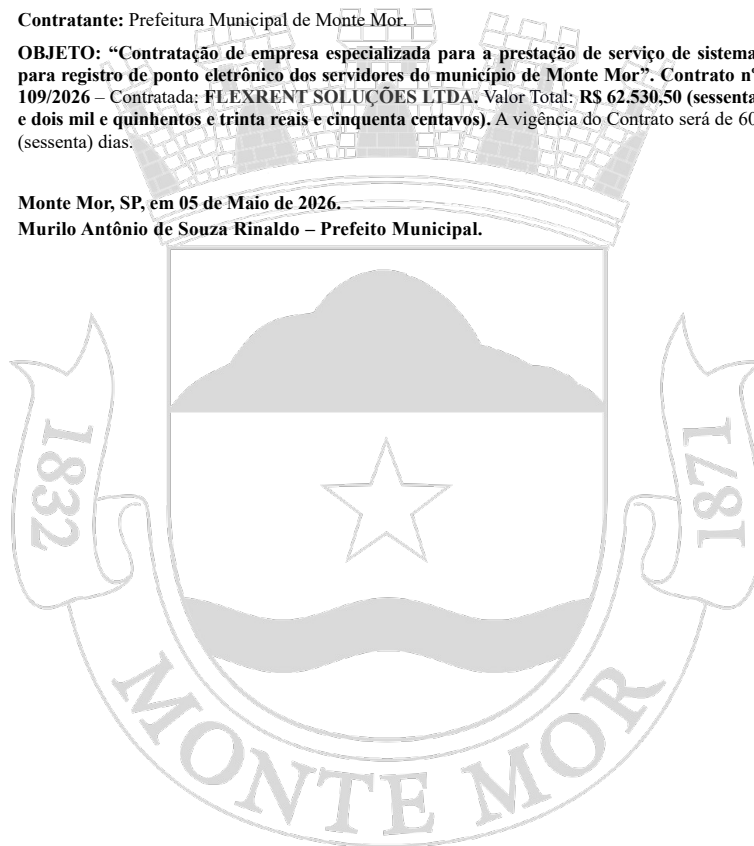 Contratante: Prefeitura Municipal de Monte Mor.
OBJETO: “Contratação de empresa especializada para a prestação de serviço de sistema
para registro de ponto eletrônico dos servidores do município de Monte Mor”. Contrato nº
109/2026 – Contratada: FLEXRENT SOLUÇÕES LTDA. Valor Total: R$ 62.530,50 (sessenta
e dois mil e quinhentos e trinta reais e cinquenta centavos). A vigência do Contrato será de 60
(sessenta) dias.
Monte Mor, SP, em 05 de Maio de 2026.
Murilo Antônio de Souza Rinaldo – Prefeito Municipal.
1832
1871
MONTE MOR